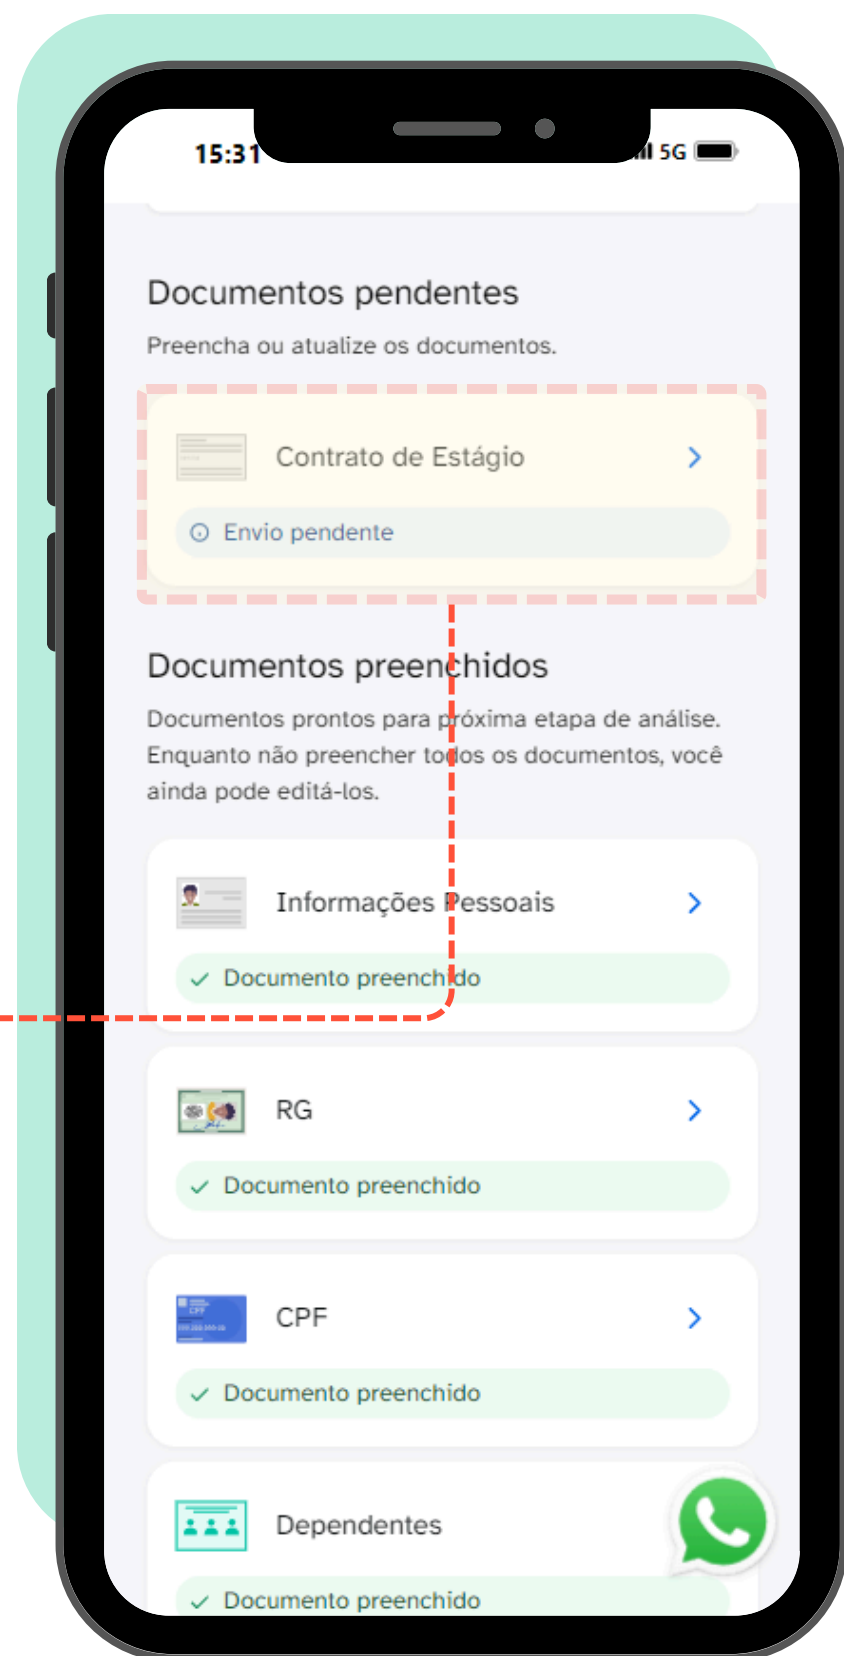 15:31
5G
Documentos pendentes
Preencha ou atualize os documentos.
Contrato de Estágio
Envio pendente
Documentos preenchidos
Documentos prontos para próxima etapa de análise.
Enquanto não preencher todos os documentos, você
ainda pode editá-los.
Informações Pessoais
Documento preenchido
RG
Documento preenchido
CPF
CPF
Documento preenchido
Dependentes
Documento preenchido